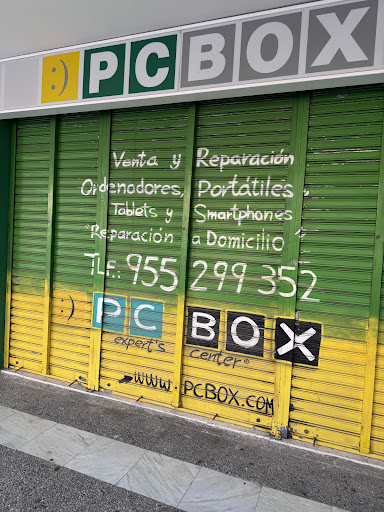 :) PCBOX
Venta y Reparación
Ordenadores, Portátiles,
Tablets y Smartphones
"Reparación a Domicilio
TLF.: 955 299 352
:) PC BOX
expert's center®
www.PCBOX.com